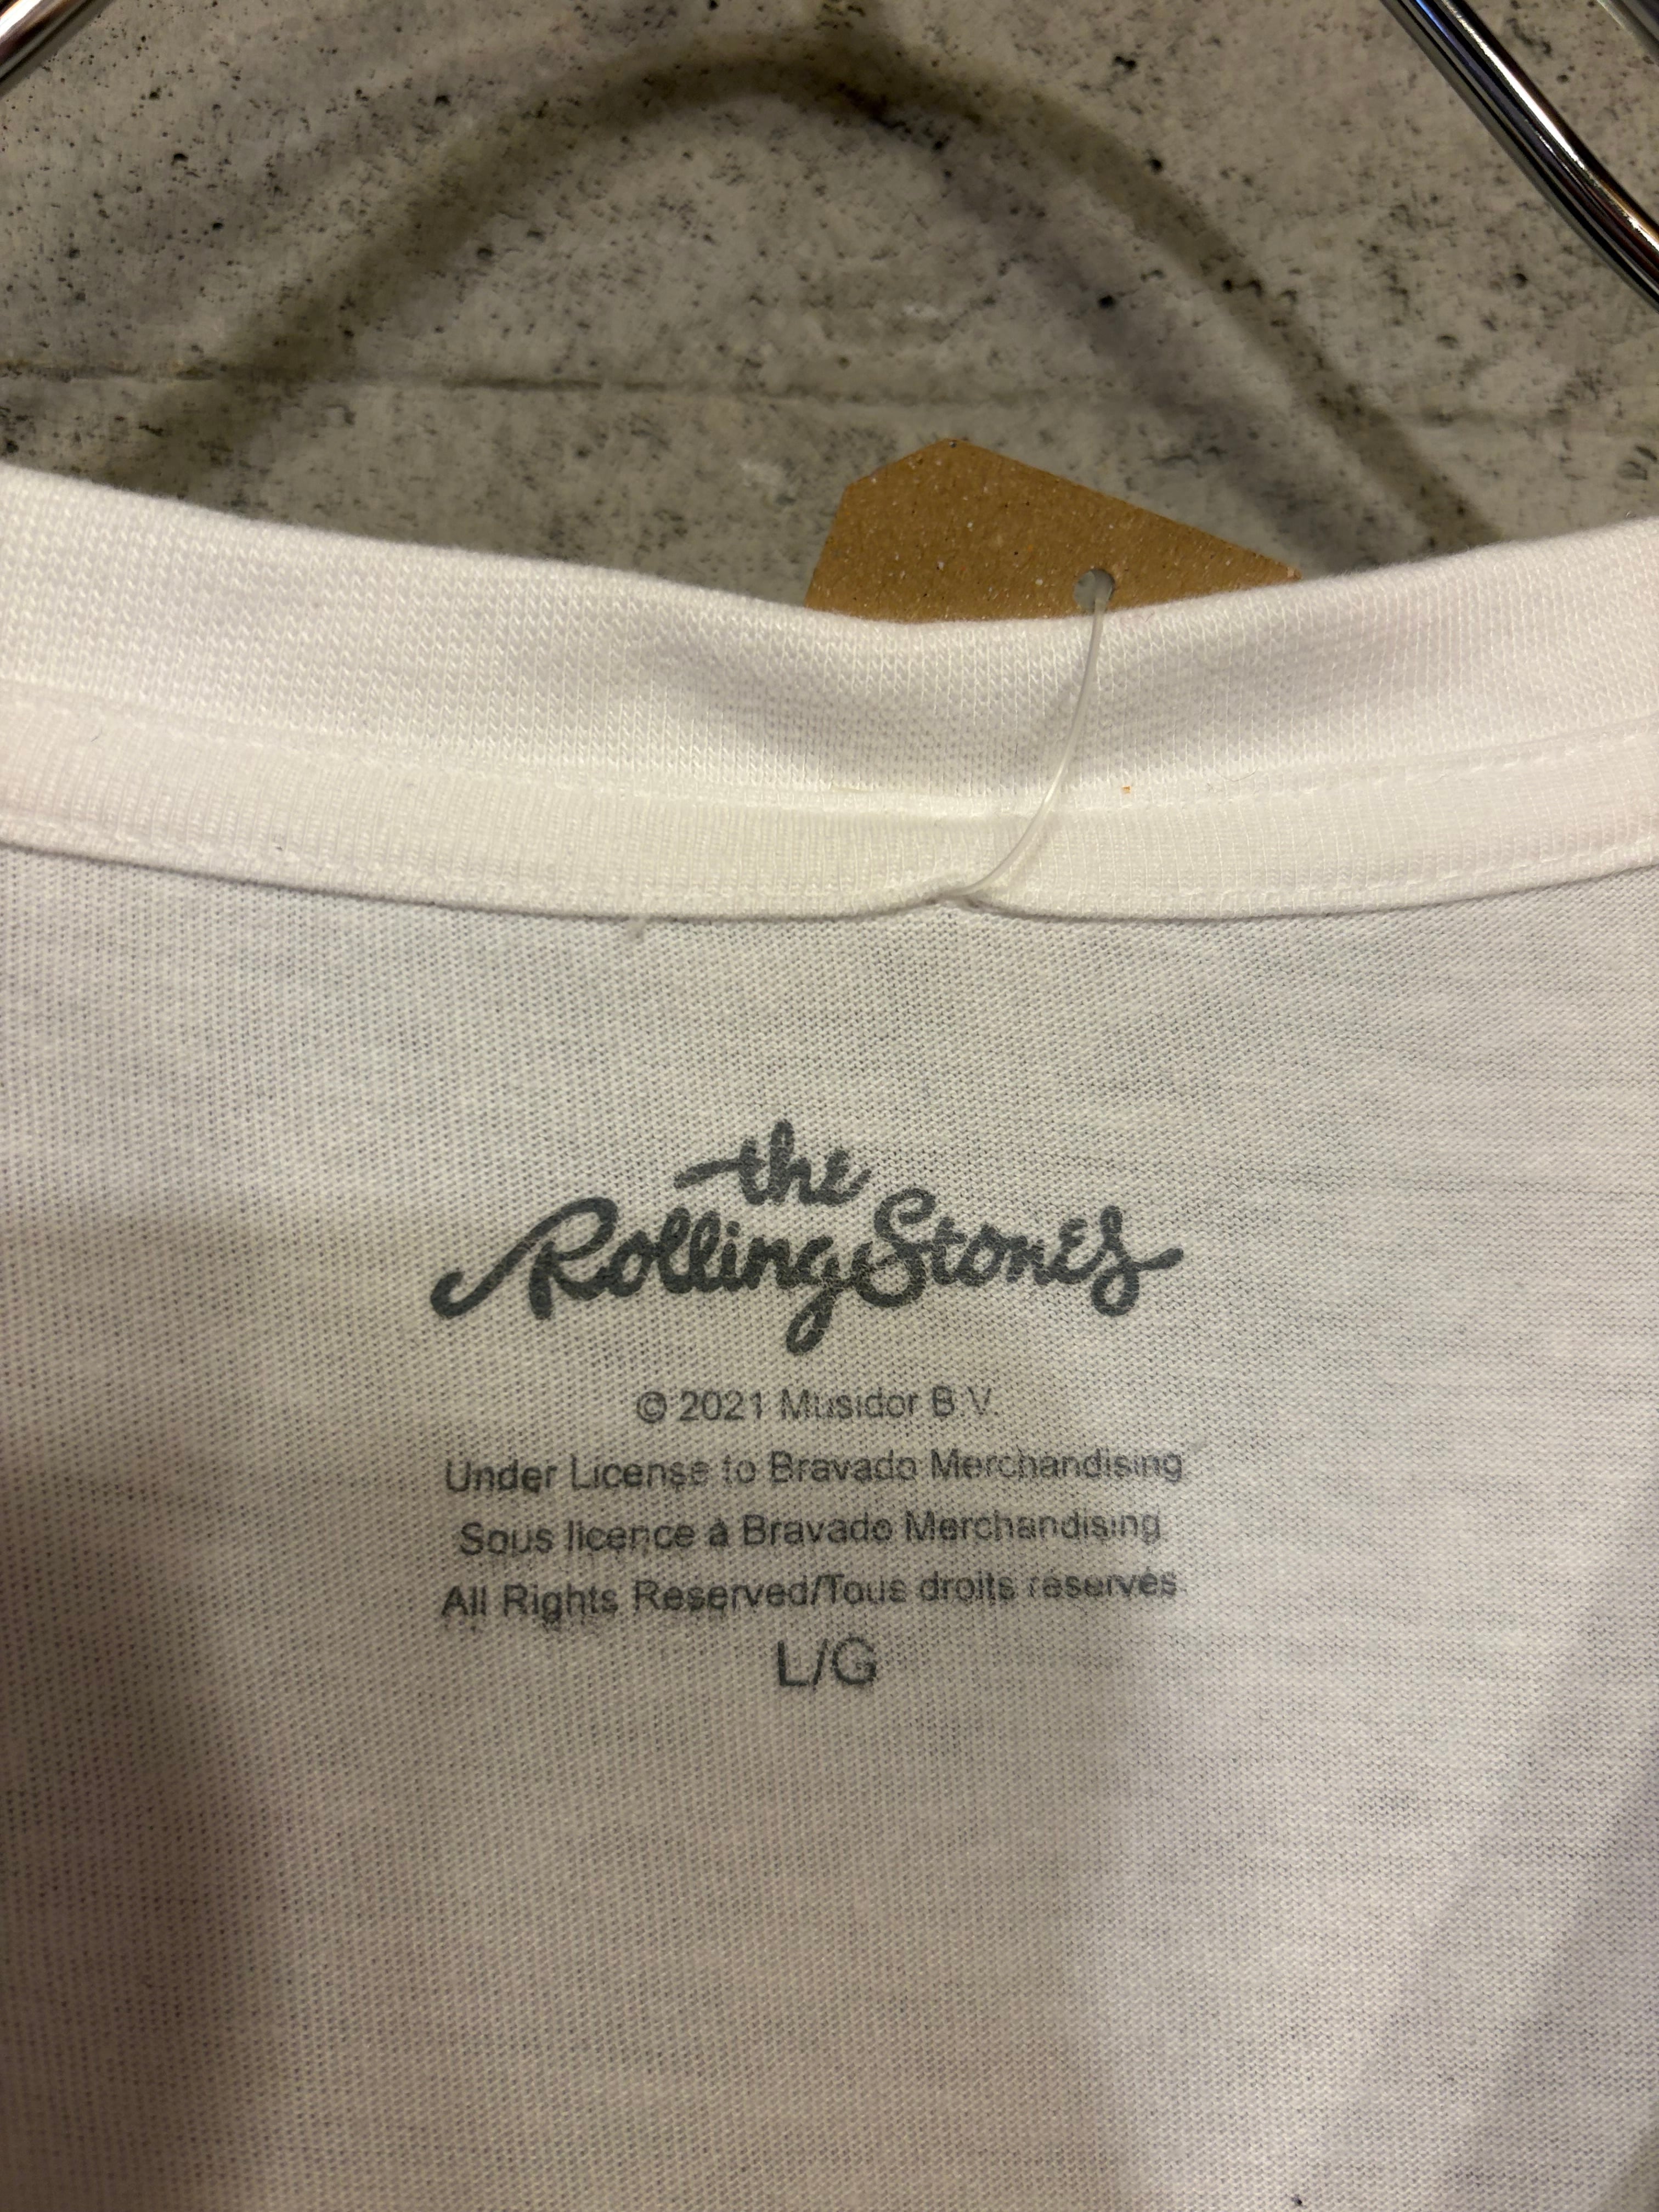 the
Rolling Stones
© 2021 Musidor B.V.
Under License to Bravado Merchandising
Sous licence à Bravado Merchandising
All Rights Reserved/Tous droits réservés
L/G